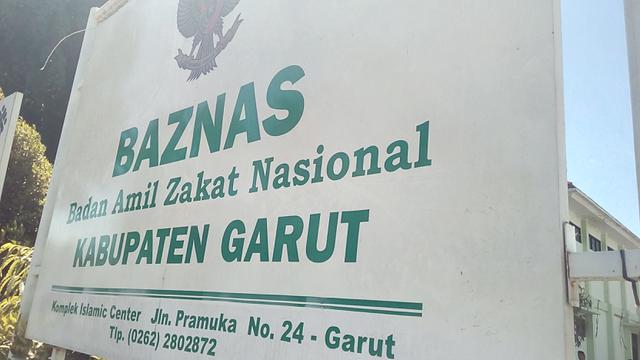 BAZNAS
Badan Amil Zakat Nasional
KABUPATEN GARUT
Komplek Islamic Center Jln. Pramuka No. 24 - Garut
Tlp. (0262) 2802872